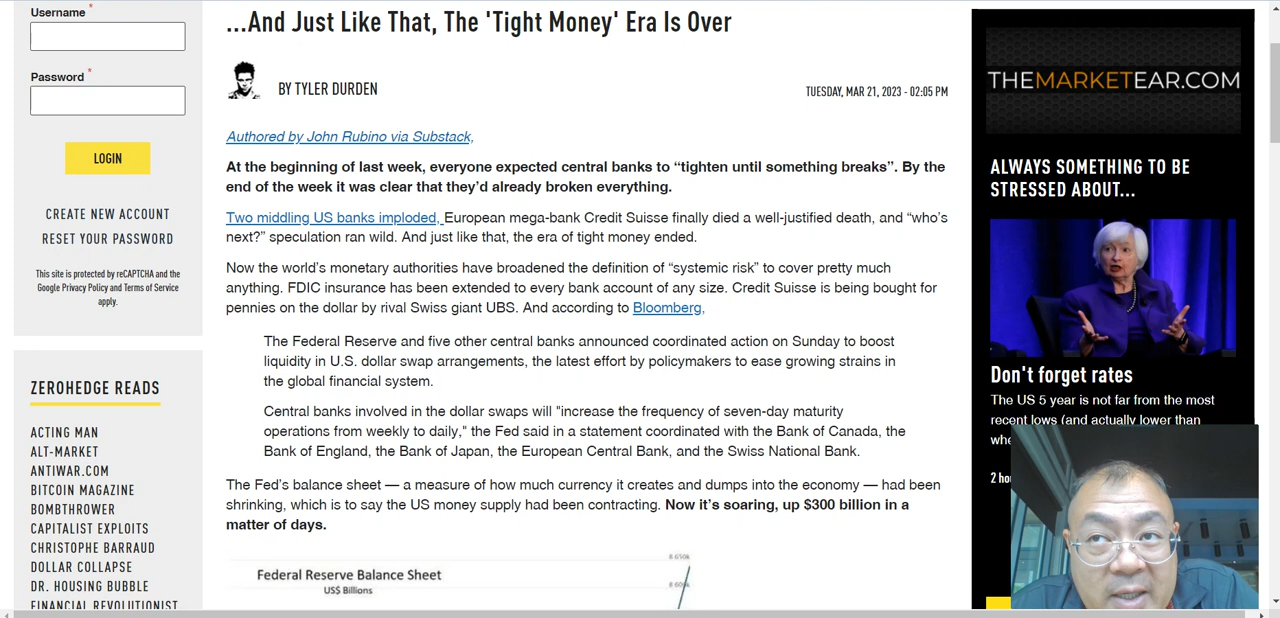 Username *
Password *
LOGIN
CREATE NEW ACCOUNT
RESET YOUR PASSWORD
This site is protected by reCAPTCHA and the
Google Privacy Policy and Terms of Service
apply.
ZEROHEDGE READS
ACTING MAN
ALT-MARKET
ANTIWAR.COM
BITCOIN MAGAZINE
BOMBTHROWER
CAPITALIST EXPLOITS
CHRISTOPHE BARRAUD
DOLLAR COLLAPSE
DR. HOUSING BUBBLE
FINANCIAL REVOLUTIONIST
...And Just Like That, The 'Tight Money' Era Is Over
BY TYLER DURDEN
TUESDAY, MAR 21, 2023 - 02:05 PM
Authored by John Rubino via Substack,
At the beginning of last week, everyone expected central banks to “tighten until something breaks”. By the
end of the week it was clear that they’d already broken everything.
Two middling US banks imploded, European mega-bank Credit Suisse finally died a well-justified death, and “who’s
next?” speculation ran wild. And just like that, the era of tight money ended.
Now the world’s monetary authorities have broadened the definition of “systemic risk” to cover pretty much
anything. FDIC insurance has been extended to every bank account of any size. Credit Suisse is being bought for
pennies on the dollar by rival Swiss giant UBS. And according to Bloomberg,
The Federal Reserve and five other central banks announced coordinated action on Sunday to boost
liquidity in U.S. dollar swap arrangements, the latest effort by policymakers to ease growing strains in
the global financial system.
Central banks involved in the dollar swaps will "increase the frequency of seven-day maturity
operations from weekly to daily," the Fed said in a statement coordinated with the Bank of Canada, the
Bank of England, the Bank of Japan, the European Central Bank, and the Swiss National Bank.
The Fed’s balance sheet — a measure of how much currency it creates and dumps into the economy — had been
shrinking, which is to say the US money supply had been contracting. Now it’s soaring, up $300 billion in a
matter of days.
Federal Reserve Balance Sheet
US$ Billions
THEMARKETEAR.COM
ALWAYS SOMETHING TO BE
STRESSED ABOUT...
Don't forget rates
The US 5 year is not far from the most
recent lows (and actually lower than
2